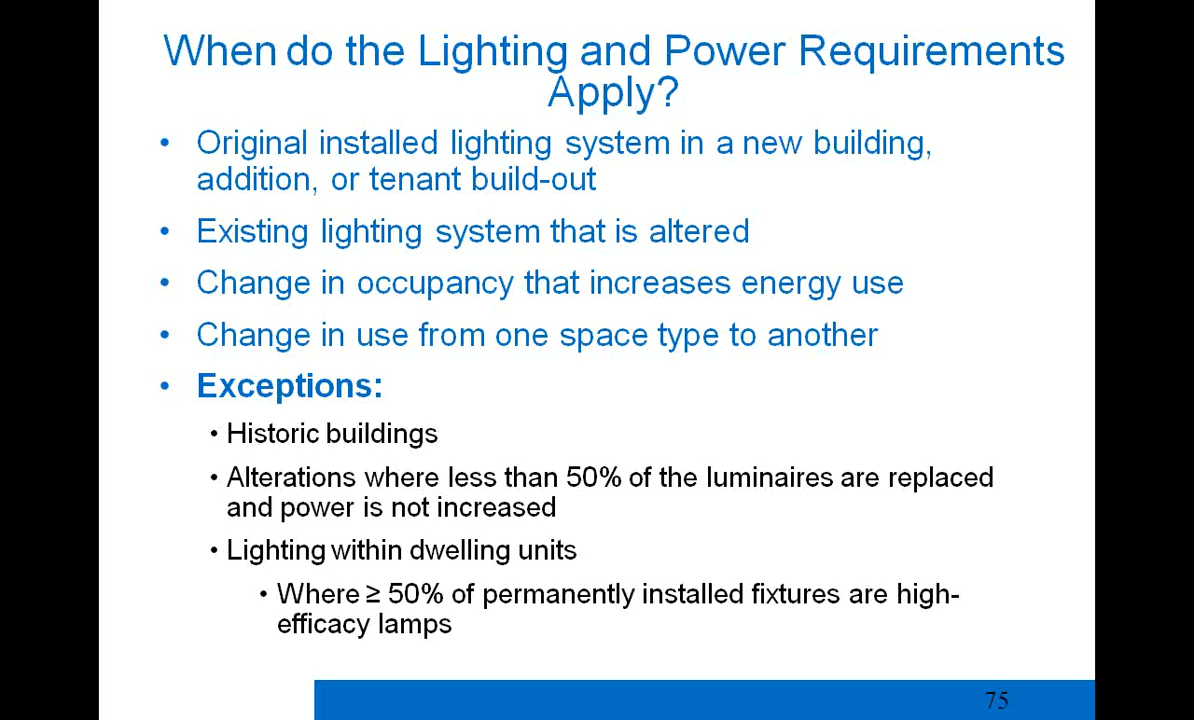 When do the Lighting and Power Requirements
Apply?
• Original installed lighting system in a new building,
addition, or tenant build-out
• Existing lighting system that is altered
• Change in occupancy that increases energy use
• Change in use from one space type to another
• Exceptions:
• Historic buildings
• Alterations where less than 50% of the luminaires are replaced
and power is not increased
• Lighting within dwelling units
• Where ≥ 50% of permanently installed fixtures are high-
efficacy lamps
75